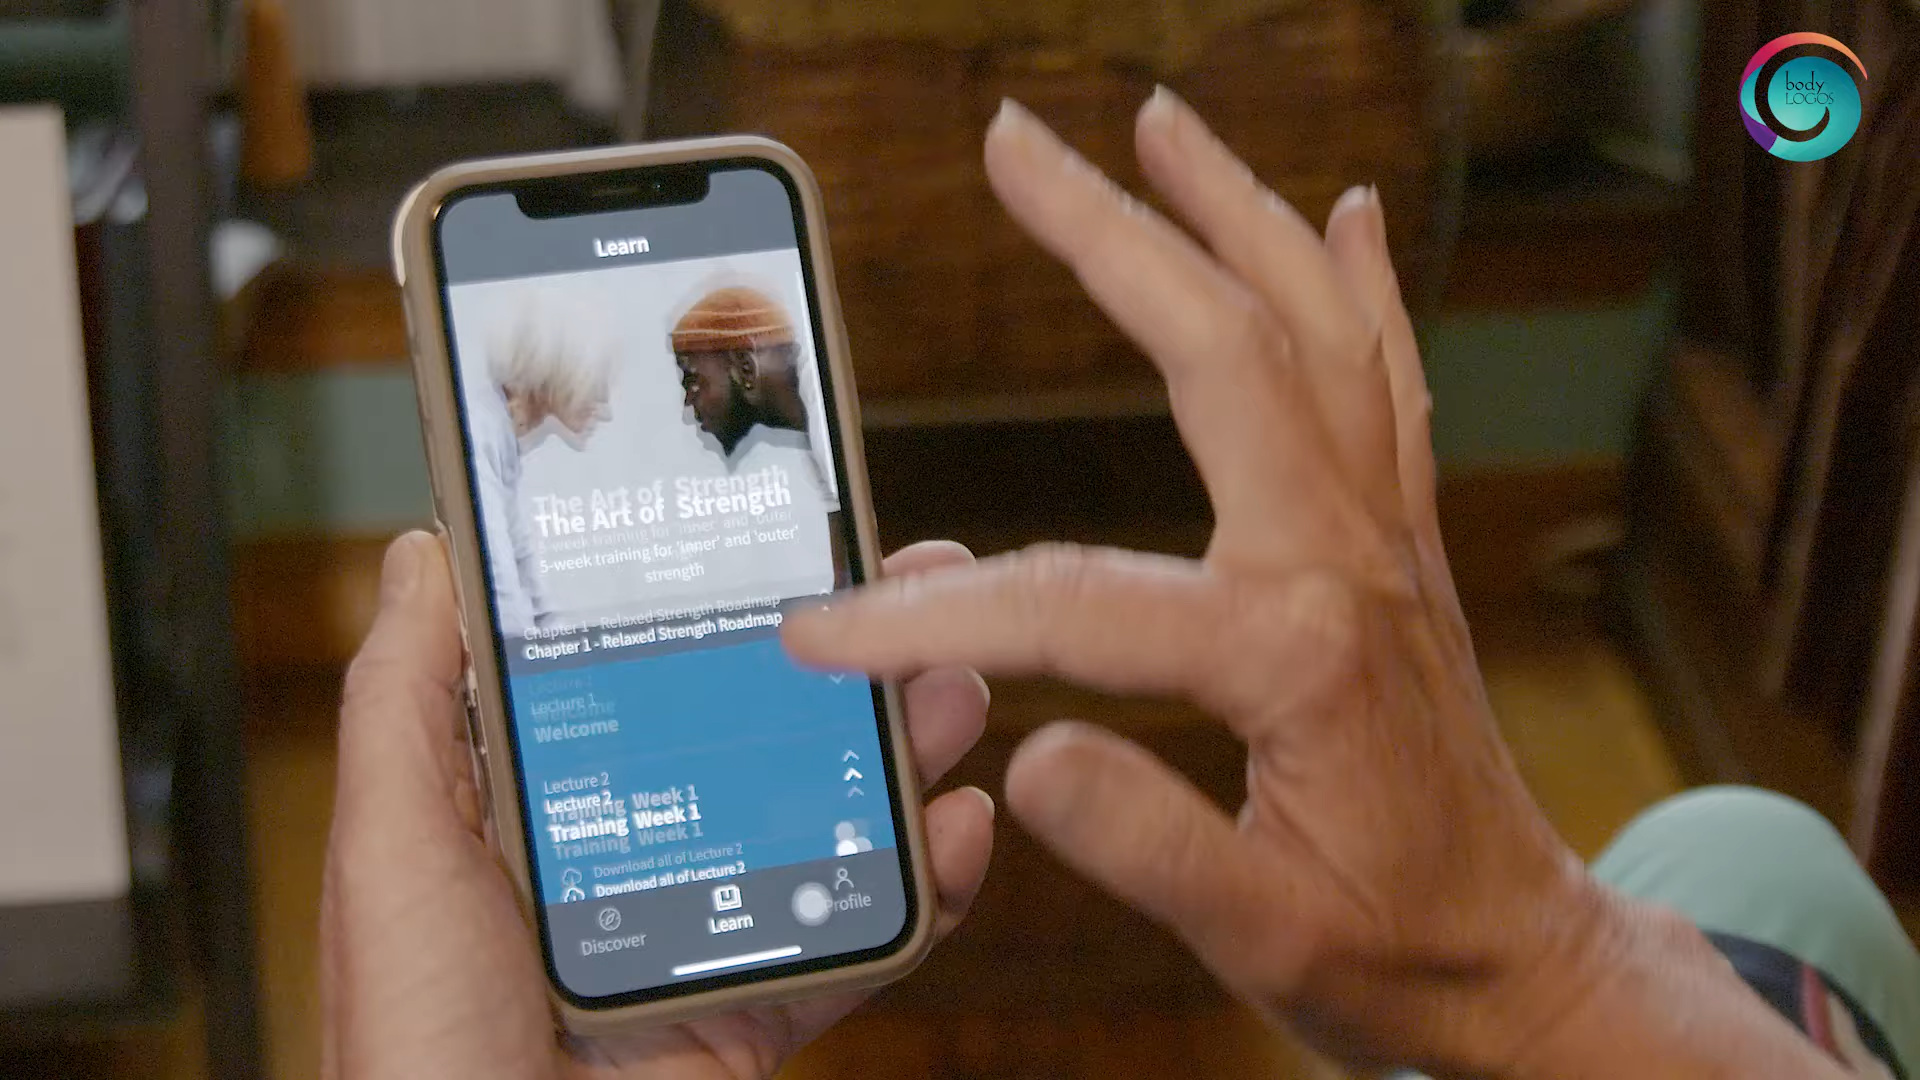 body
LOGOS
Learn
The Art of Strength
5-week training for 'inner' and 'outer'
strength
Chapter 1 - Relaxed Strength Roadmap
Lecture 1
Welcome
Lecture 2
Training Week 1
Download all of Lecture 2
Discover
Learn
Profile